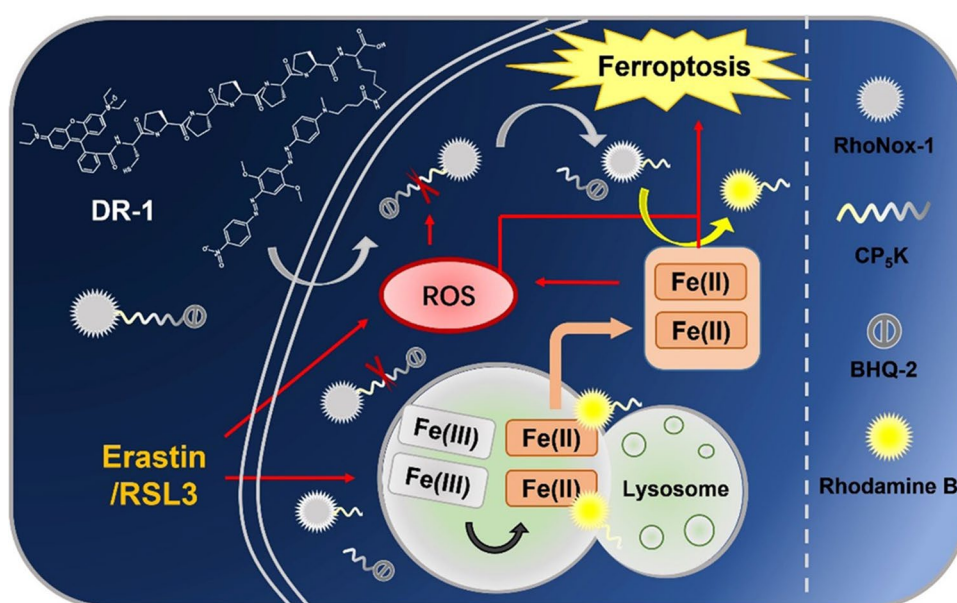 Ferroptosis
DR-1
ROS
Fe(II)
Fe(II)
Erastin
/RSL3
Fe(III)
Fe(III)
Fe(II)
Fe(II)
Lysosome
RhoNox-1
CP₅K
BHQ-2
Rhodamine B